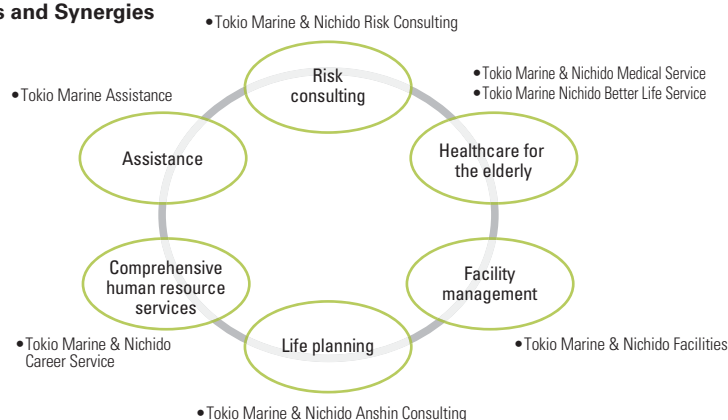 s and Synergies
•Tokio Marine & Nichido Risk Consulting
Risk
consulting
•Tokio Marine & Nichido Medical Service
•Tokio Marine Nichido Better Life Service
Healthcare for
the elderly
Facility
management
•Tokio Marine & Nichido Facilities
Life planning
•Tokio Marine & Nichido Anshin Consulting
Comprehensive
human resource
services
•Tokio Marine & Nichido
Career Service
•Tokio Marine Assistance
Assistance